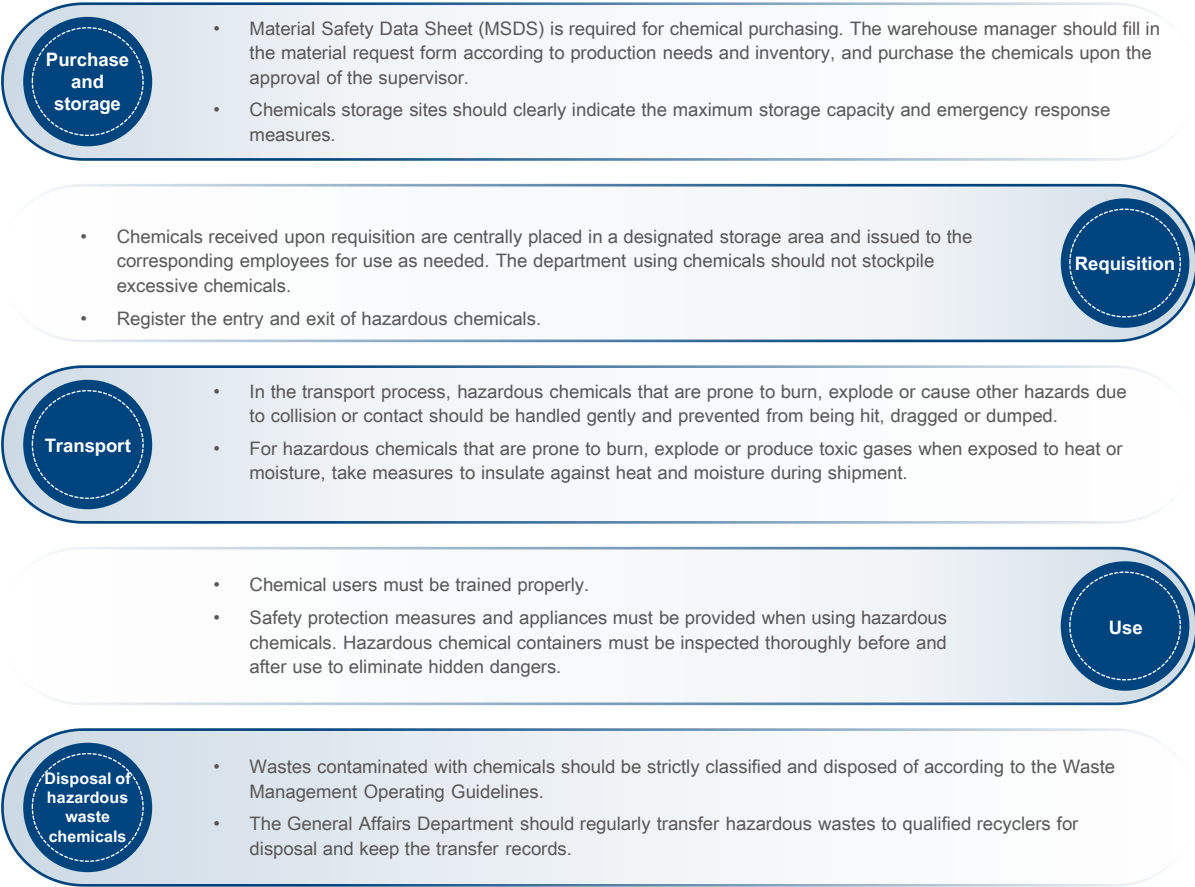 Purchase
and
storage
• Material Safety Data Sheet (MSDS) is required for chemical purchasing. The warehouse manager should fill in
the material request form according to production needs and inventory, and purchase the chemicals upon the
approval of the supervisor.
• Chemicals storage sites should clearly indicate the maximum storage capacity and emergency response
measures.
• Chemicals received upon requisition are centrally placed in a designated storage area and issued to the
corresponding employees for use as needed. The department using chemicals should not stockpile
excessive chemicals.
• Register the entry and exit of hazardous chemicals.
Requisition
Transport
• In the transport process, hazardous chemicals that are prone to burn, explode or cause other hazards due
to collision or contact should be handled gently and prevented from being hit, dragged or dumped.
• For hazardous chemicals that are prone to burn, explode or produce toxic gases when exposed to heat or
moisture, take measures to insulate against heat and moisture during shipment.
• Chemical users must be trained properly.
• Safety protection measures and appliances must be provided when using hazardous
chemicals. Hazardous chemical containers must be inspected thoroughly before and
after use to eliminate hidden dangers.
Use
Disposal of
hazardous
waste
chemicals
• Wastes contaminated with chemicals should be strictly classified and disposed of according to the Waste
Management Operating Guidelines.
• The General Affairs Department should regularly transfer hazardous wastes to qualified recyclers for
disposal and keep the transfer records.